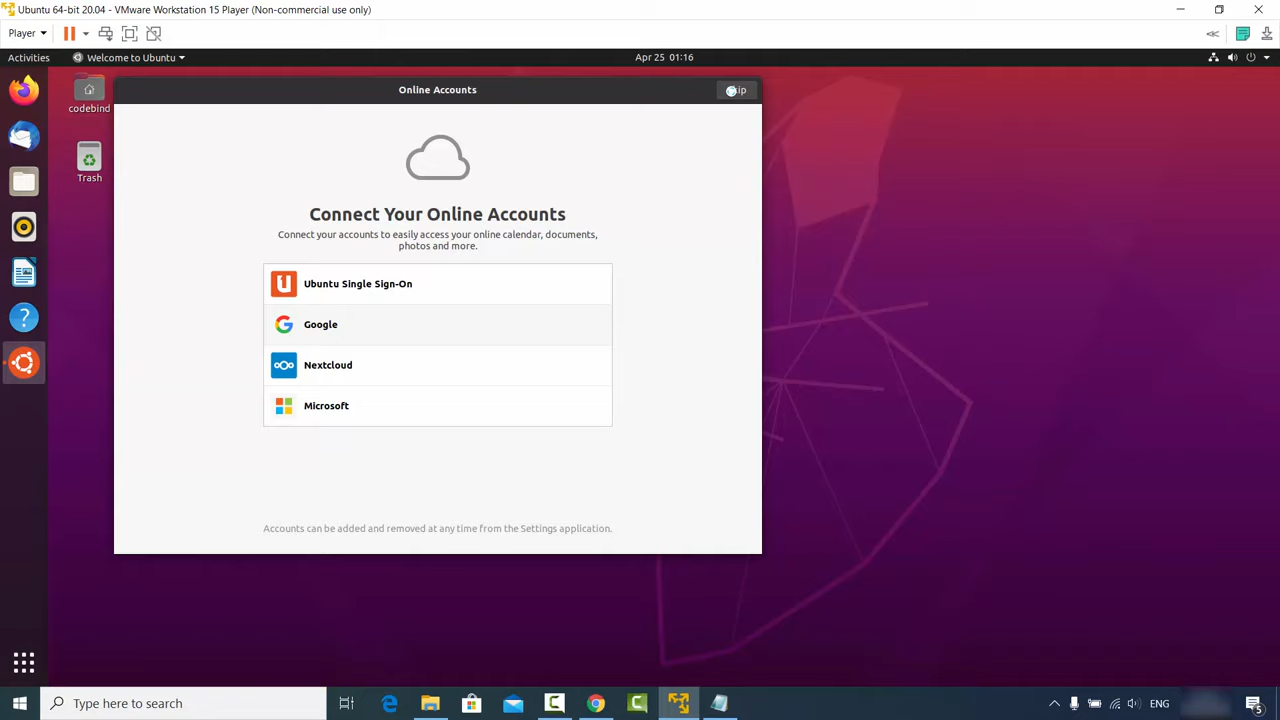 Ubuntu 64-bit 20.04 - VMware Workstation 15 Player (Non-commercial use only)
Player
Activities
Welcome to Ubuntu
Apr 25 01:16
codebind
Trash
Online Accounts
Connect Your Online Accounts
Connect your accounts to easily access your online calendar, documents,
photos and more.
Ubuntu Single Sign-On
Google
Nextcloud
Microsoft
Accounts can be added and removed at any time from the Settings application.
Type here to search
ENG
5